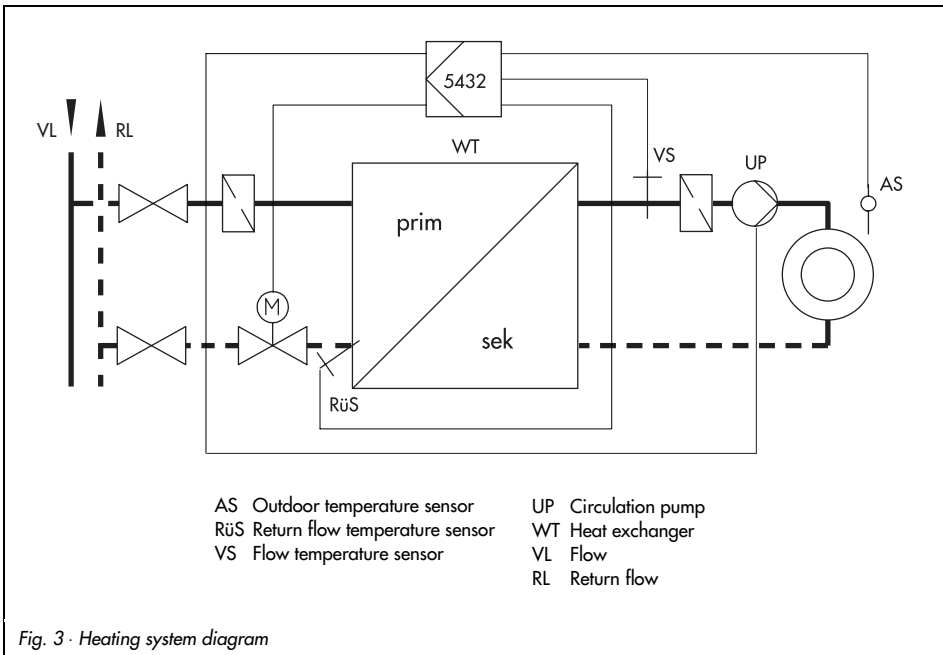 5432
WT
VL
RL
VS
UP
AS
prim
M
sek
RüS
AS Outdoor temperature sensor
RüS Return flow temperature sensor
VS Flow temperature sensor
UP Circulation pump
WT Heat exchanger
VL Flow
RL Return flow
Fig. 3 · Heating system diagram